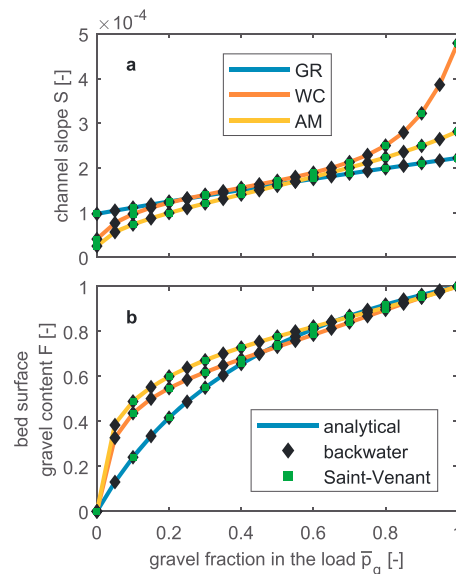 ×10⁻⁴
5
4
3
2
1
0
channel slope S [-]
a
GR
WC
AM
1
0.8
0.6
0.4
0.2
0
bed surface
gravel content F [-]
b
analytical
backwater
Saint-Venant
0 0.2 0.4 0.6 0.8 1
gravel fraction in the load p̅g [-]